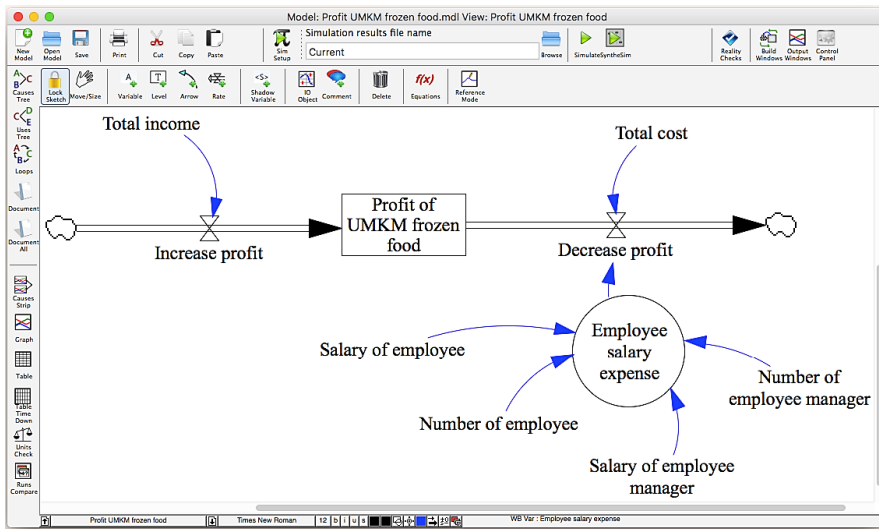 Model: Profit UMKM frozen food.mdl View: Profit UMKM frozen food
New Model
Open Model
Save
Print
Cut
Copy
Paste
Sim Setup
Simulation results file name
Current
Browse
Simulate
SyntheSim
Reality Checks
Build Windows
Output Windows
Control Panel
Causes Tree
Lock Sketch
Move/Size
Variable
Level
Arrow
Rate
Shadow Variable
IO Object
Comment
Delete
f(x)
Equations
Reference Mode
Uses Tree
Loops
Document
Document All
Causes Strip
Graph
Table
Table Time Down
Units Check
Runs Compare
Total income
Total cost
Profit of
UMKM frozen
food
Increase profit
Decrease profit
Employee
salary
expense
Salary of employee
Number of
employee manager
Number of employee
Salary of employee
manager
Profit UMKM frozen food
Times New Roman
12
b
i
u
s
WB Var : Employee salary expense